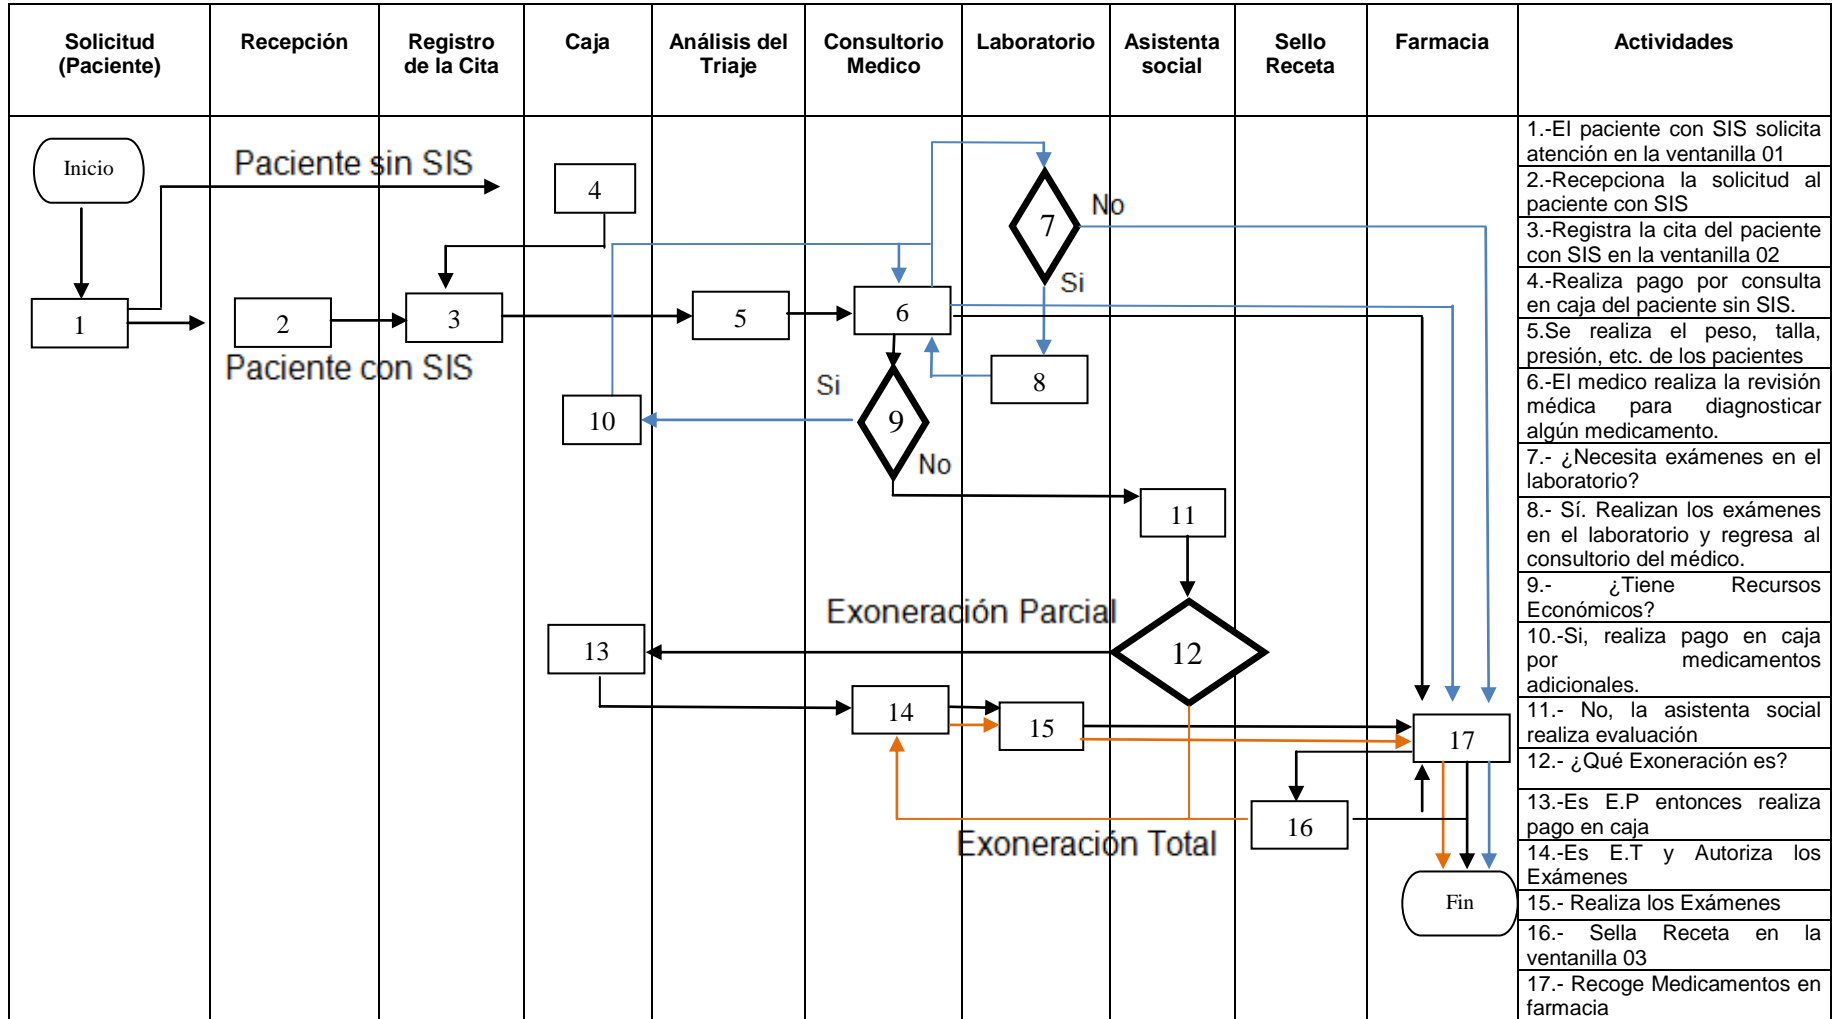 Solicitud
(Paciente)
Recepción
Registro
de la Cita
Caja
Análisis del
Triaje
Consultorio
Medico
Laboratorio
Asistenta
social
Sello
Receta
Farmacia
Actividades
Inicio
Paciente sin SIS
4
7
No
Si
1
2
3
5
6
Paciente con SIS
Si
8
10
9
No
11
Exoneración Parcial
13
12
14
15
17
16
Exoneración Total
Fin
1.-El paciente con SIS solicita
atención en la ventanilla 01
2.-Recepciona la solicitud al
paciente con SIS
3.-Registra la cita del paciente
con SIS en la ventanilla 02
4.-Realiza pago por consulta
en caja del paciente sin SIS.
5.Se realiza el peso, talla,
presión, etc. de los pacientes
6.-El medico realiza la revisión
médica para diagnosticar
algún medicamento.
7.- ¿Necesita exámenes en el
laboratorio?
8.- Sí. Realizan los exámenes
en el laboratorio y regresa al
consultorio del médico.
9.- ¿Tiene Recursos
Económicos?
10.-Si, realiza pago en caja
por medicamentos
adicionales.
11.- No, la asistenta social
realiza evaluación
12.- ¿Qué Exoneración es?
13.-Es E.P entonces realiza
pago en caja
14.-Es E.T y Autoriza los
Exámenes
15.- Realiza los Exámenes
16.- Sella Receta en la
ventanilla 03
17.- Recoge Medicamentos en
farmacia